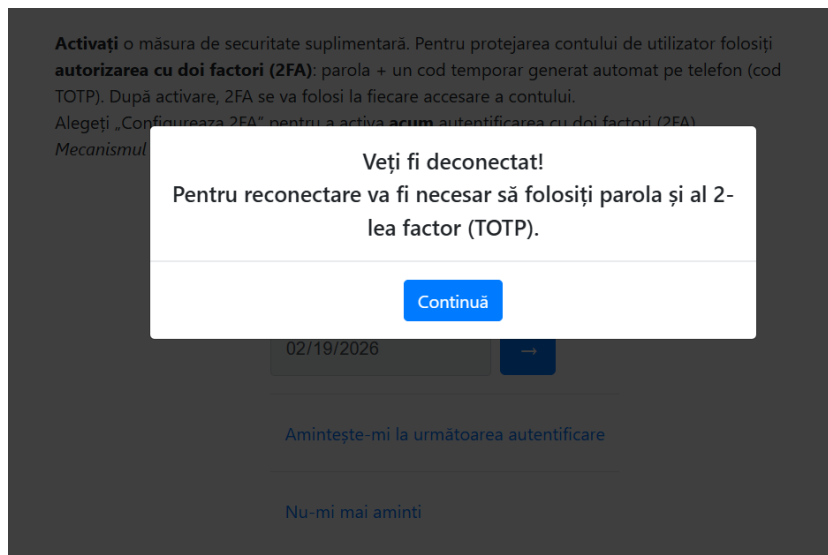 Activați o măsura de securitate suplimentară. Pentru protejarea contului de utilizator folosiți
autorizarea cu doi factori (2FA): parola + un cod temporar generat automat pe telefon (cod
TOTP). După activare, 2FA se va folosi la fiecare accesare a contului.
Alegeți „Configureaza 2FA” pentru a activa acum autentificarea cu doi factori (2FA)
Mecanismul
Veți fi deconectat!
Pentru reconectare va fi necesar să folosiți parola și al 2-
lea factor (TOTP).
Continuă
02/19/2026 →
Amintește-mi la următoarea autentificare
Nu-mi mai aminti